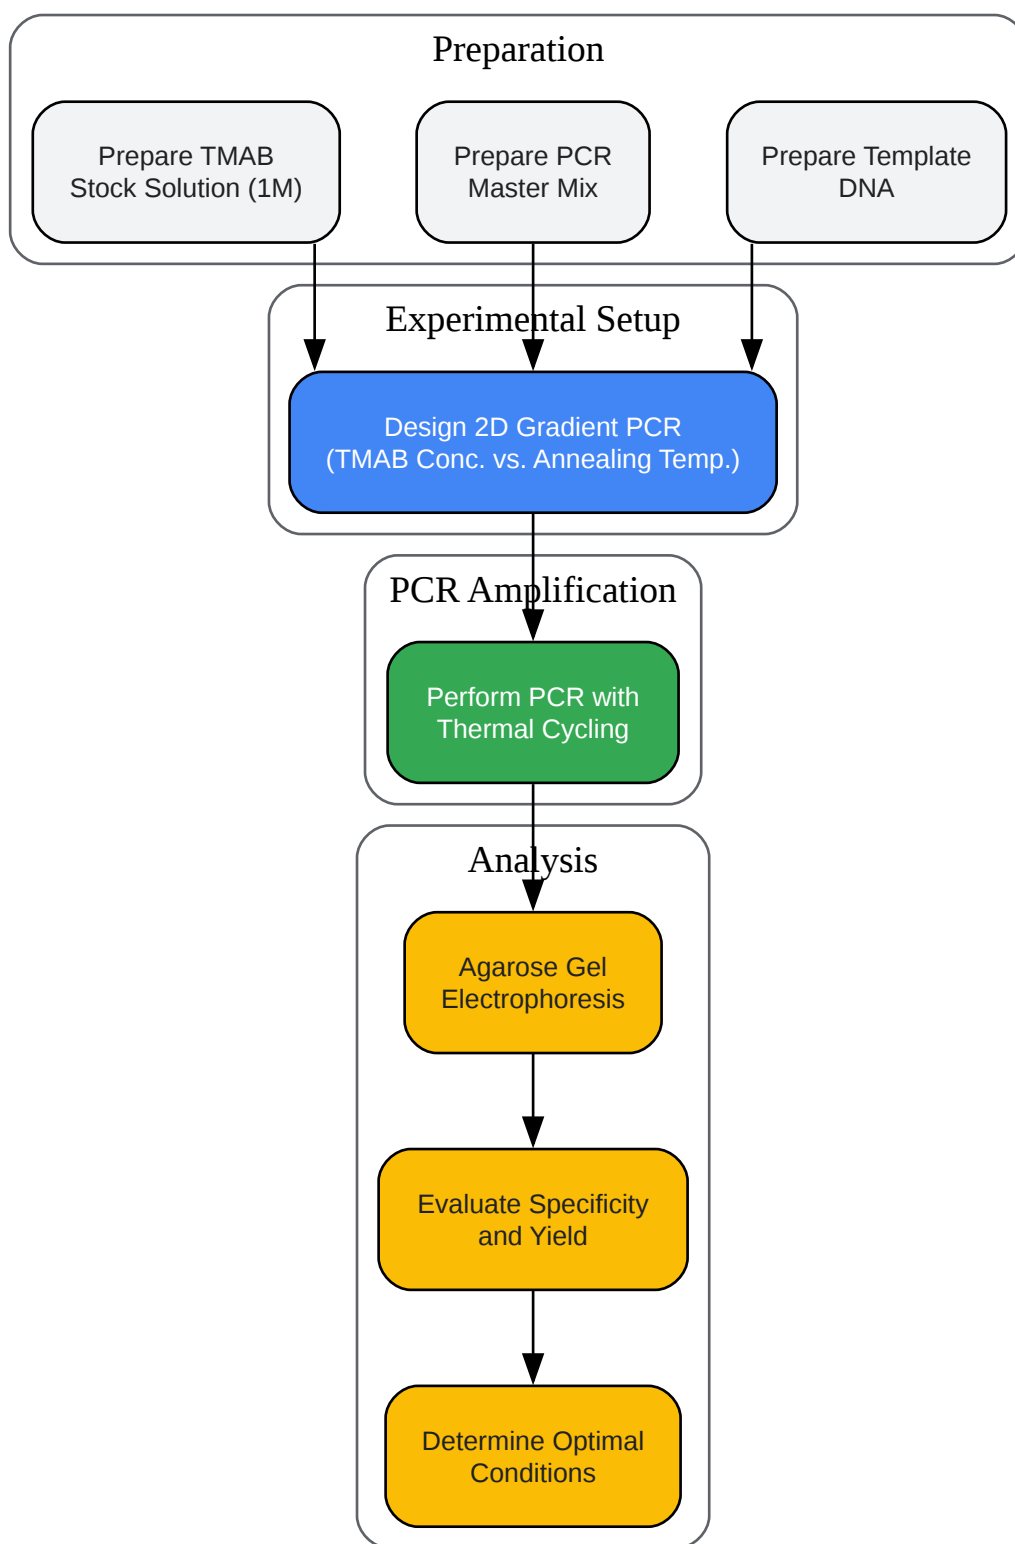 Preparation
Prepare TMAB
Stock Solution (1M)
Prepare PCR
Master Mix
Prepare Template
DNA
Experimental Setup
Design 2D Gradient PCR
(TMAB Conc. vs. Annealing Temp.)
PCR Amplification
Perform PCR with
Thermal Cycling
Analysis
Agarose Gel
Electrophoresis
Evaluate Specificity
and Yield
Determine Optimal
Conditions